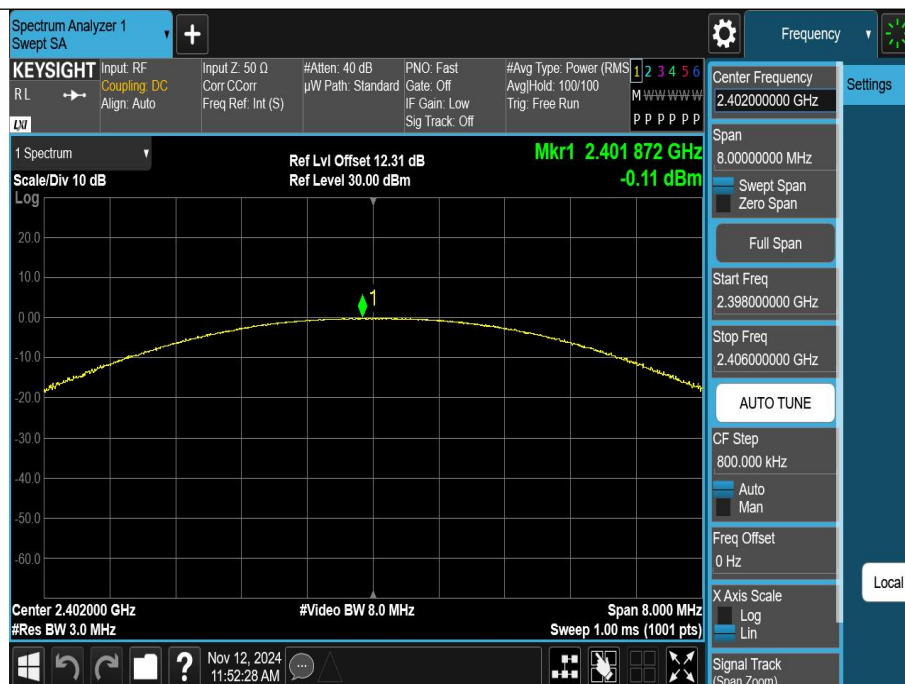 Spectrum Analyzer 1
Swept SA
Frequency
KEYSIGHT
RL
LXI
Input: RF
Coupling: DC
Align: Auto
Input Z: 50 Ω
Corr CCorr
Freq Ref: Int (S)
#Atten: 40 dB
µW Path: Standard
PNO: Fast
Gate: Off
IF Gain: Low
Sig Track: Off
#Avg Type: Power (RMS
Avg|Hold: 100/100
Trig: Free Run
1 2 3 4 5 6
M W W W W W
P P P P P P
Center Frequency
2.402000000 GHz
Settings
1 Spectrum
Ref Lvl Offset 12.31 dB
Mkr1 2.401 872 GHz
Scale/Div 10 dB
Ref Level 30.00 dBm
-0.11 dBm
Log
20.0
10.0
0.00
-10.0
-20.0
-30.0
-40.0
-50.0
-60.0
1
Span
8.00000000 MHz
Swept Span
Zero Span
Full Span
Start Freq
2.398000000 GHz
Stop Freq
2.406000000 GHz
AUTO TUNE
CF Step
800.000 kHz
Auto
Man
Freq Offset
0 Hz
X Axis Scale
Log
Lin
Signal Track
(Span Zoom)
Local
Center 2.402000 GHz
#Video BW 8.0 MHz
Span 8.000 MHz
#Res BW 3.0 MHz
Sweep 1.00 ms (1001 pts)
?
Nov 12, 2024
11:52:28 AM